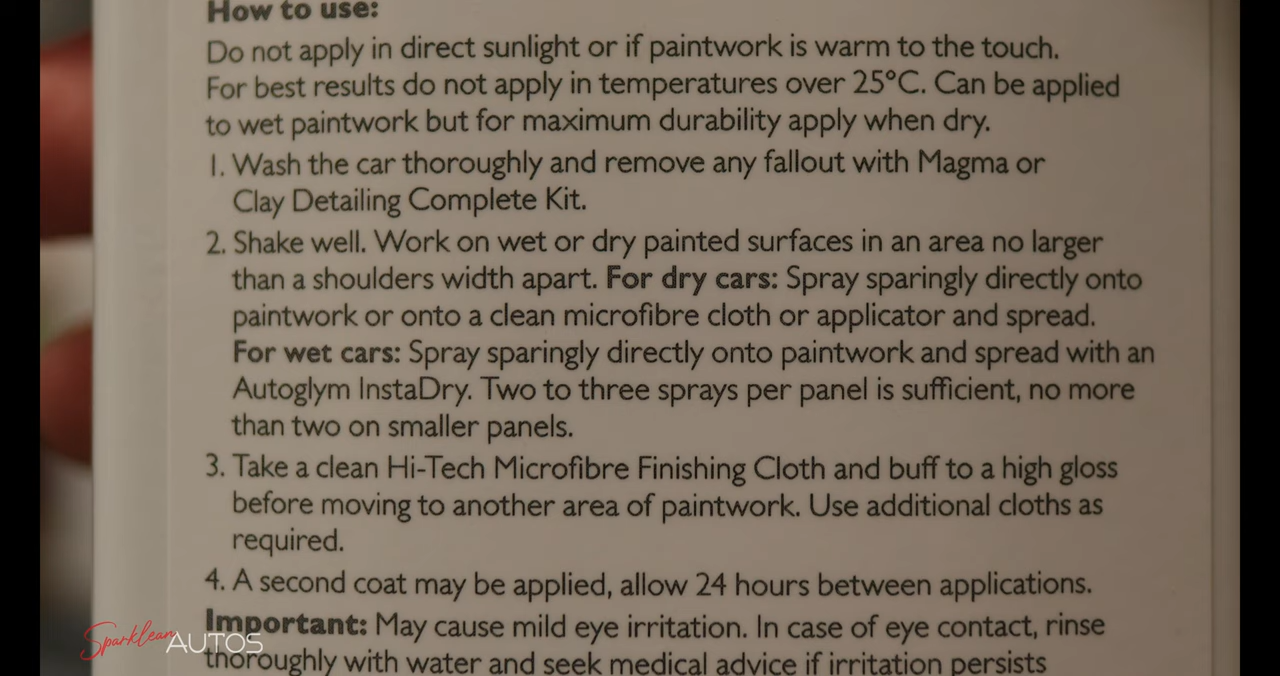 How to use:
Do not apply in direct sunlight or if paintwork is warm to the touch.
For best results do not apply in temperatures over 25°C. Can be applied
to wet paintwork but for maximum durability apply when dry.
1. Wash the car thoroughly and remove any fallout with Magma or
Clay Detailing Complete Kit.
2. Shake well. Work on wet or dry painted surfaces in an area no larger
than a shoulders width apart. For dry cars: Spray sparingly directly onto
paintwork or onto a clean microfibre cloth or applicator and spread.
For wet cars: Spray sparingly directly onto paintwork and spread with an
Autoglym InstaDry. Two to three sprays per panel is sufficient, no more
than two on smaller panels.
3. Take a clean Hi-Tech Microfibre Finishing Cloth and buff to a high gloss
before moving to another area of paintwork. Use additional cloths as
required.
4. A second coat may be applied, allow 24 hours between applications.
Important: May cause mild eye irritation. In case of eye contact, rinse
thoroughly with water and seek medical advice if irritation persists
Sparklean AUTOS